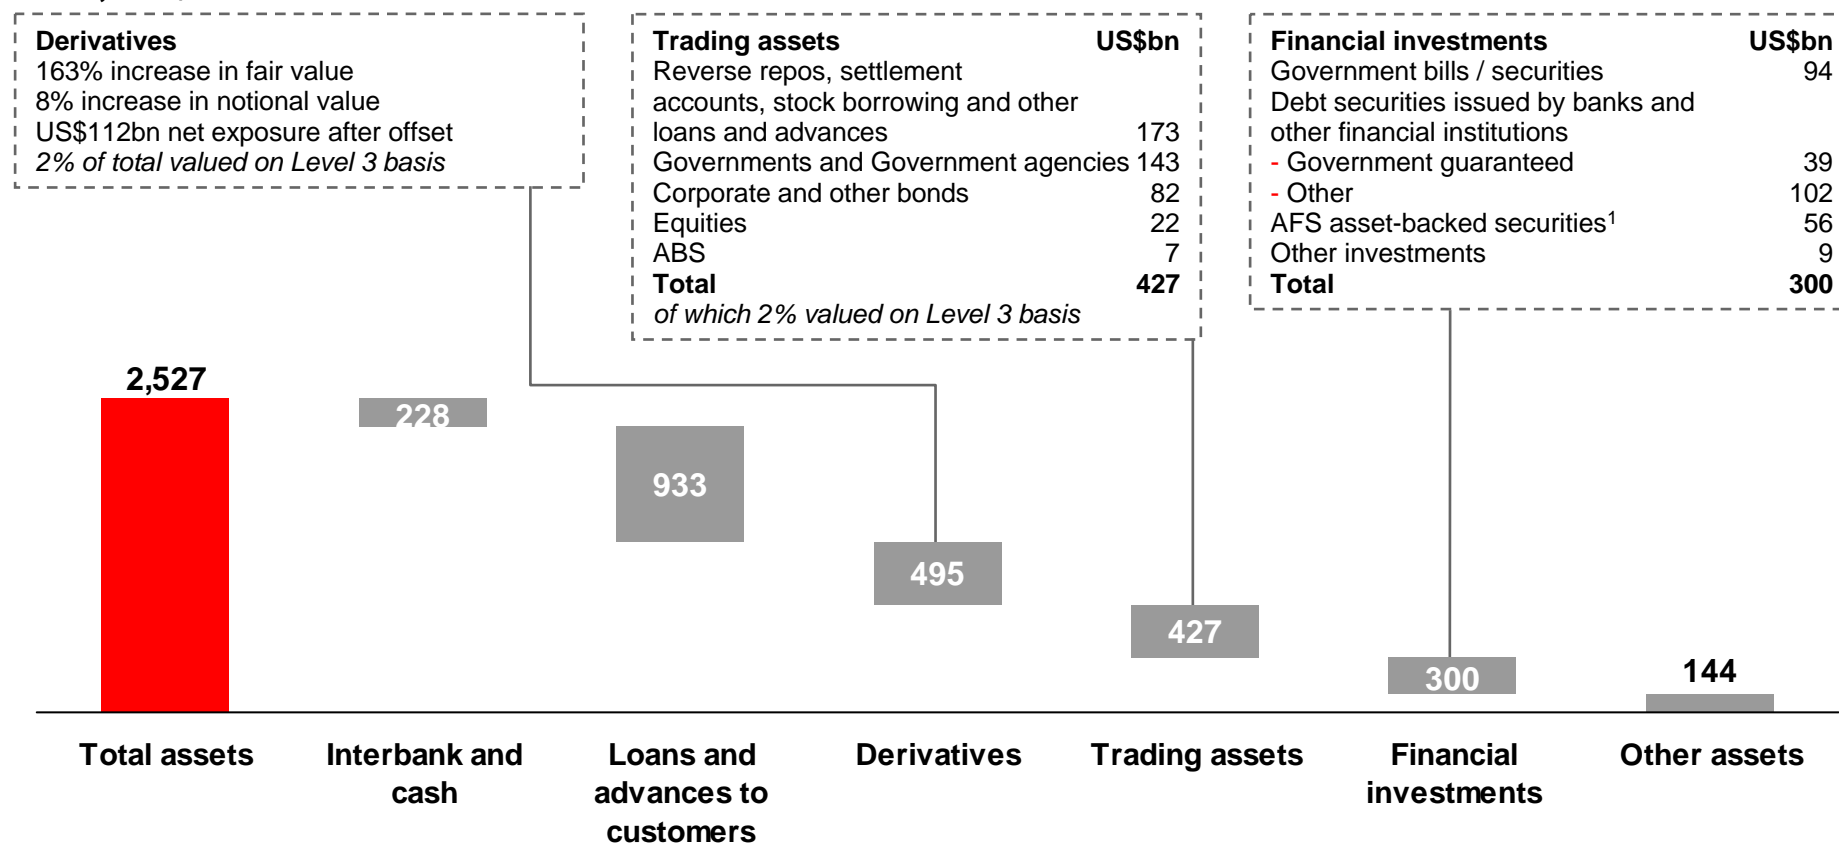 Derivatives
163% increase in fair value
8% increase in notional value
US$112bn net exposure after offset
2% of total valued on Level 3 basis
Trading assets US$bn
Reverse repos, settlement
accounts, stock borrowing and other
loans and advances 173
Governments and Government agencies 143
Corporate and other bonds 82
Equities 22
ABS 7
Total 427
of which 2% valued on Level 3 basis
Financial investments US$bn
Government bills / securities 94
Debt securities issued by banks and
other financial institutions
- Government guaranteed 39
- Other 102
AFS asset-backed securities¹ 56
Other investments 9
Total 300
2,527
228
933
495
427
300
144
Total assets
Interbank and
cash
Loans and
advances to
customers
Derivatives
Trading assets
Financial
investments
Other assets